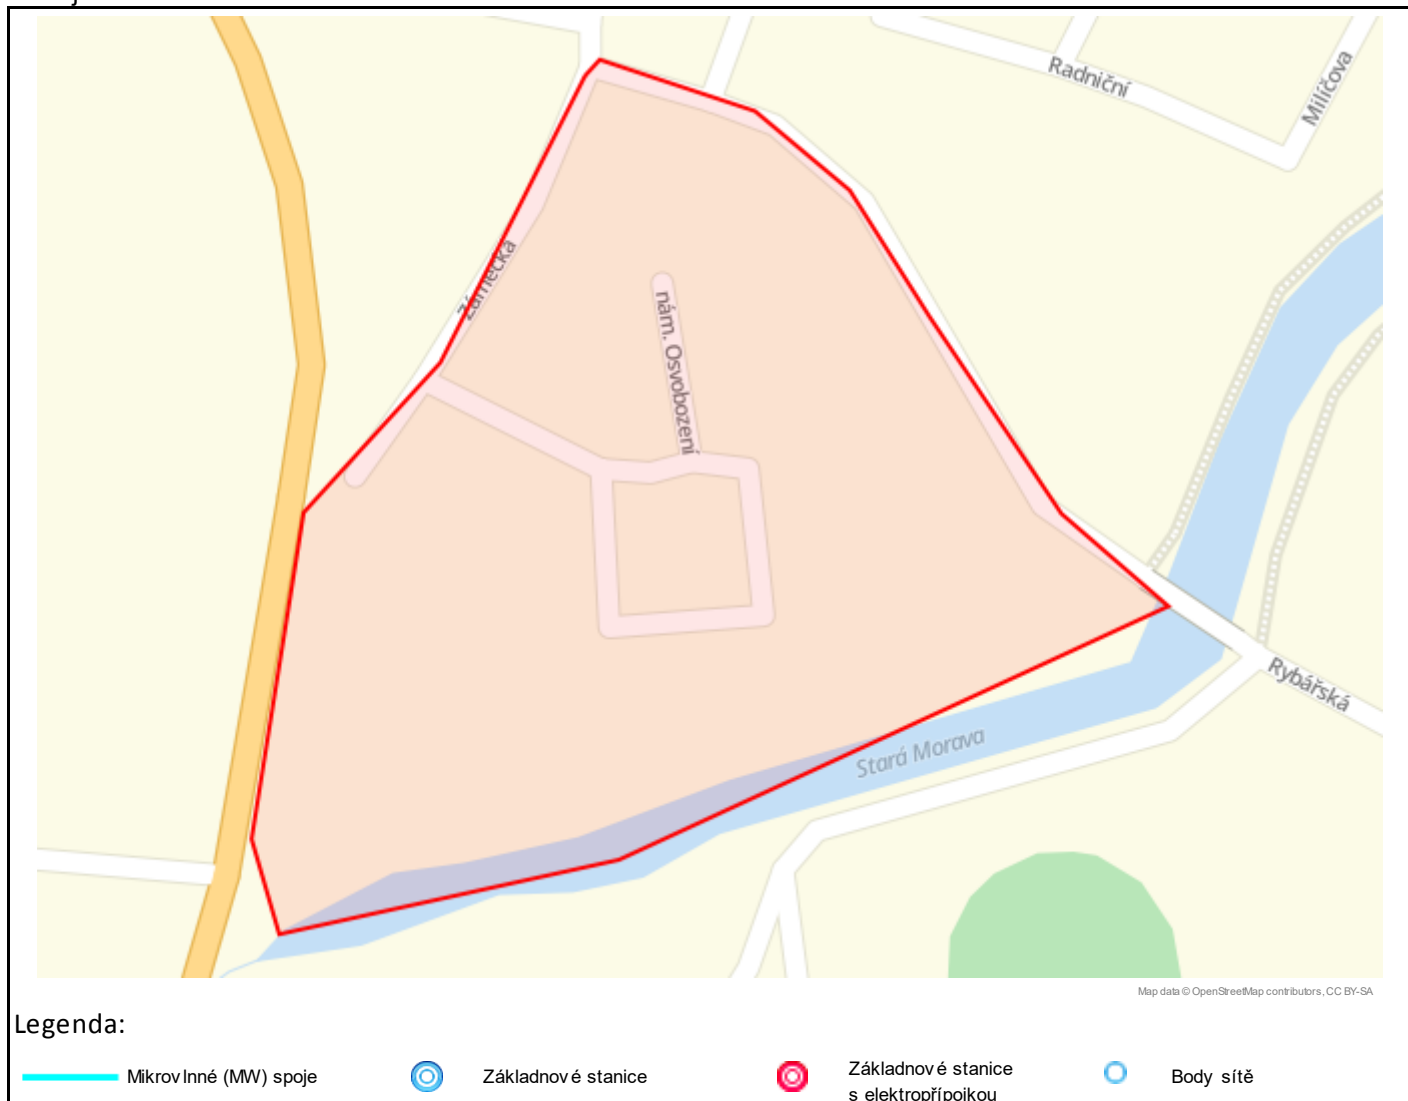 Radniční
Milíčova
Zámecká
nám. Osvobození
Rybářská
Stará Morava
Map data © OpenStreetMap contributors, CC BY-SA
Legenda:
Mikrovlnné (MW) spoje
Základnové stanice
Základnové stanice
s elektropřípojkou
Body sítě